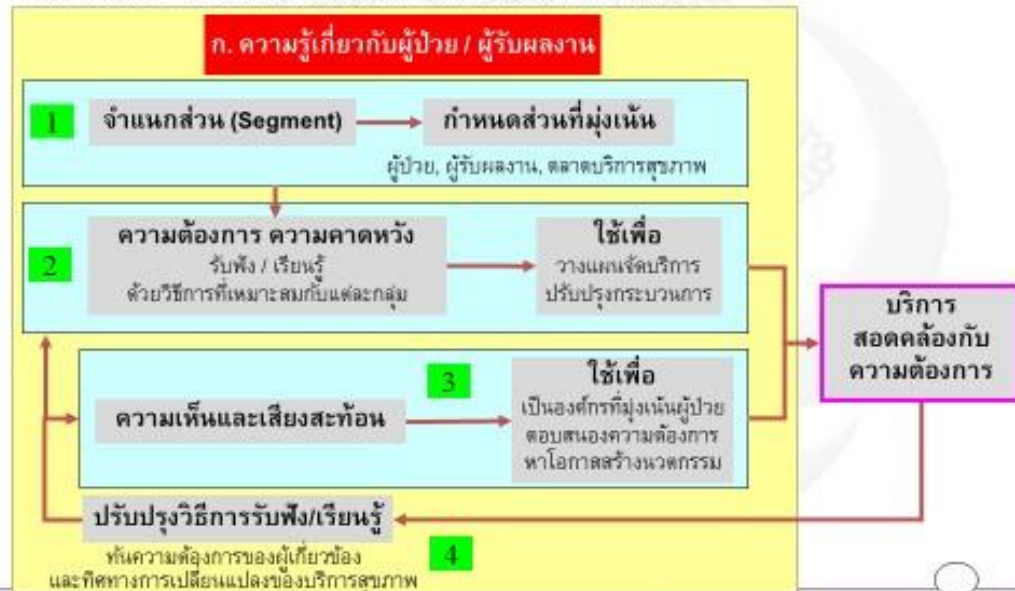 ก. ความรู้เกี่ยวกับผู้ป่วย / ผู้รับผลงาน
1
จำแนกส่วน (Segment)
กำหนดส่วนที่มุ่งเน้น
ผู้ป่วย, ผู้รับผลงาน, ตลาดบริการสุขภาพ
2
ความต้องการ ความคาดหวัง
รับฟัง / เรียนรู้
ด้วยวิธีการที่เหมาะสมกับแต่ละกลุ่ม
ใช้เพื่อ
วางแผนจัดบริการ
ปรับปรุงกระบวนการ
บริการ
สอดคล้องกับ
ความต้องการ
3
ความเห็นและเสียงสะท้อน
ใช้เพื่อ
เป็นองค์กรที่มุ่งเน้นผู้ป่วย
ตอบสนองความต้องการ
หาโอกาสสร้างนวตกรรม
ปรับปรุงวิธีการรับฟัง/เรียนรู้
4
ทันความต้องการของผู้เกี่ยวข้อง
และทิศทางการเปลี่ยนแปลงของบริการสุขภาพ